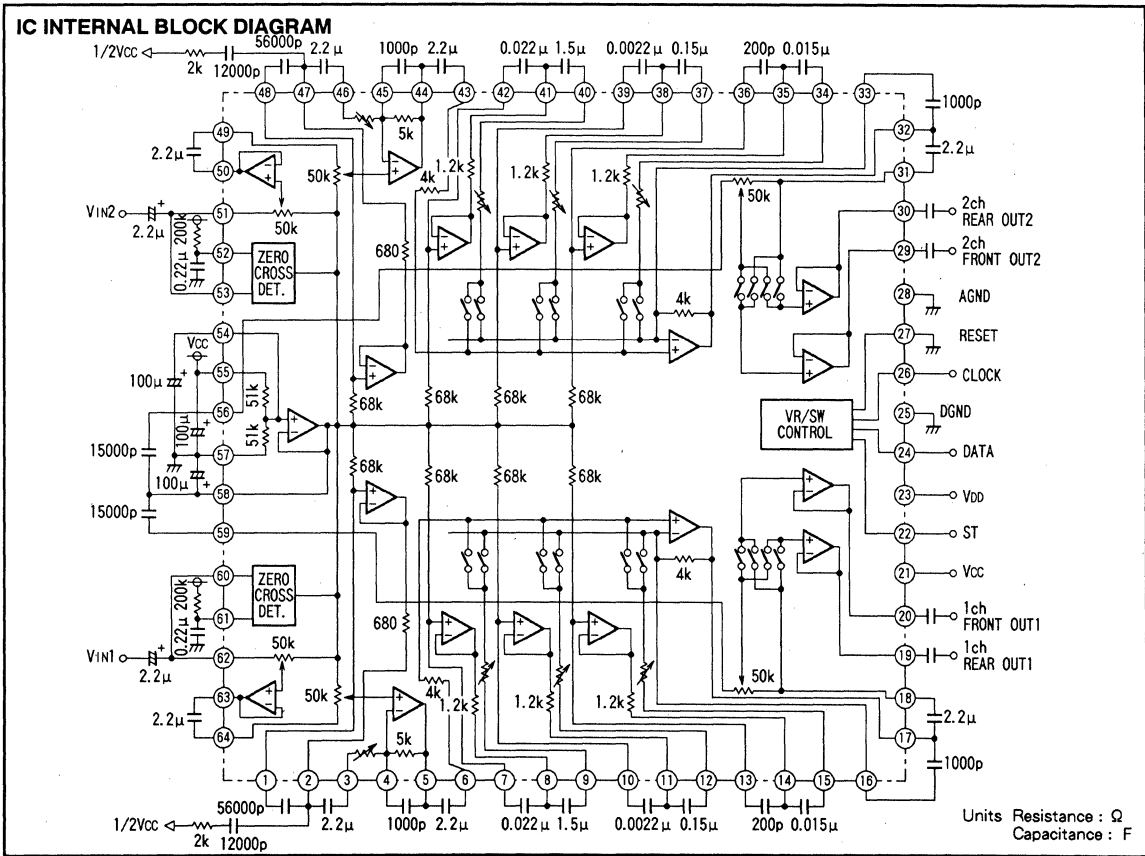 IC INTERNAL BLOCK DIAGRAM
1/2VCC 2k 12000p 56000p 2.2μ 1000p 2.2μ 0.022μ 1.5μ 0.0022μ 0.15μ 200p 0.015μ
48 47 46 45 44 43 42 41 40 39 38 37 36 35 34 33
1000p
49 5k 32
2.2μ 2.2μ
50 50k 4k 1.2k 1.2k 1.2k 50k 31
VIN2 2.2μ 51 50k 30 2ch REAR OUT2
200k 680
0.22μ 52 ZERO CROSS DET. 29 2ch FRONT OUT2
53 28 AGND
4k
54 27 RESET
VCC
100μ 55 51k 26 CLOCK
56 68k 68k 68k 68k 25 DGND
VR/SW CONTROL
15000p 100μ 57 51k 24 DATA
100μ 58 68k 68k 68k 68k 23 VDD
15000p 59 22 ST
4k
60 ZERO CROSS DET. 21 VCC
200k
0.22μ 61 680 20 1ch FRONT OUT1
VIN1 2.2μ 62 50k 19 1ch REAR OUT1
63 50k 4k 1.2k 1.2k 1.2k 50k 18
2.2μ 2.2μ
64 5k 17
1000p
1 2 3 4 5 6 7 8 9 10 11 12 13 14 15 16
1/2VCC 2k 12000p 56000p 2.2μ 1000p 2.2μ 0.022μ 1.5μ 0.0022μ 0.15μ 200p 0.015μ
Units Resistance : Ω
Capacitance : F